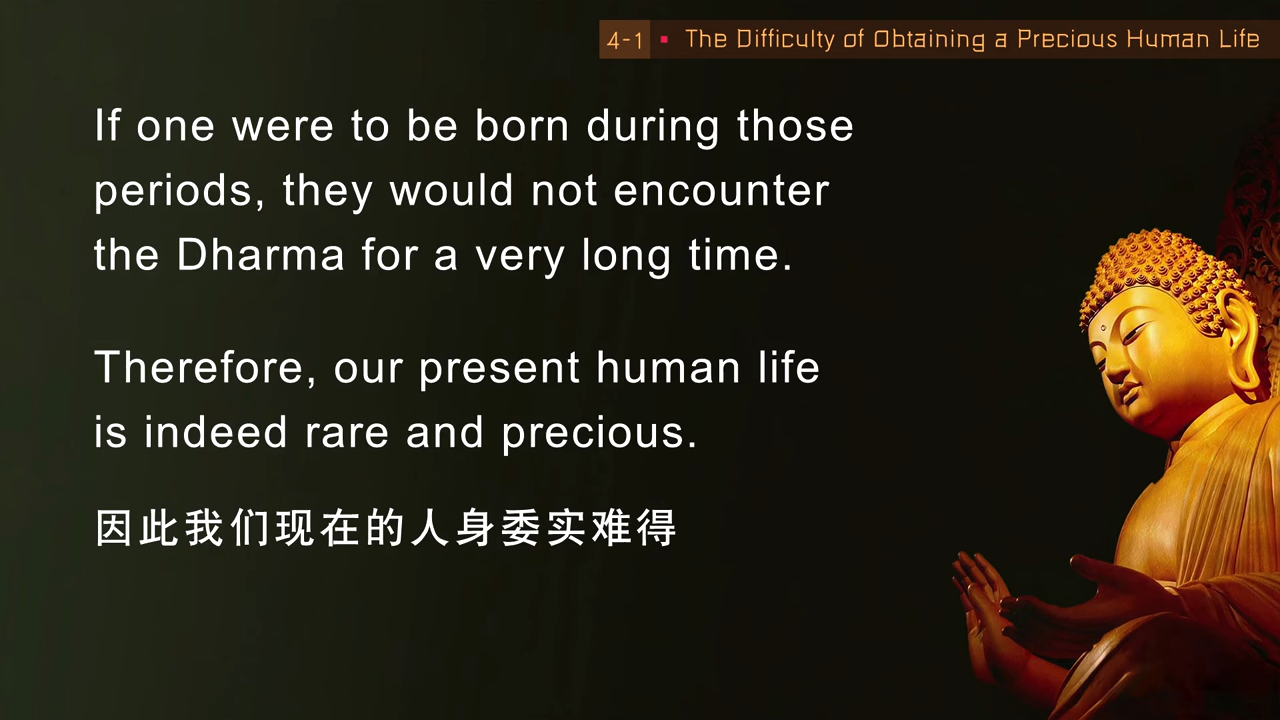 4-1 ▪ The Difficulty of Obtaining a Precious Human Life
If one were to be born during those
periods, they would not encounter
the Dharma for a very long time.
Therefore, our present human life
is indeed rare and precious.
因此我们现在的人身委实难得